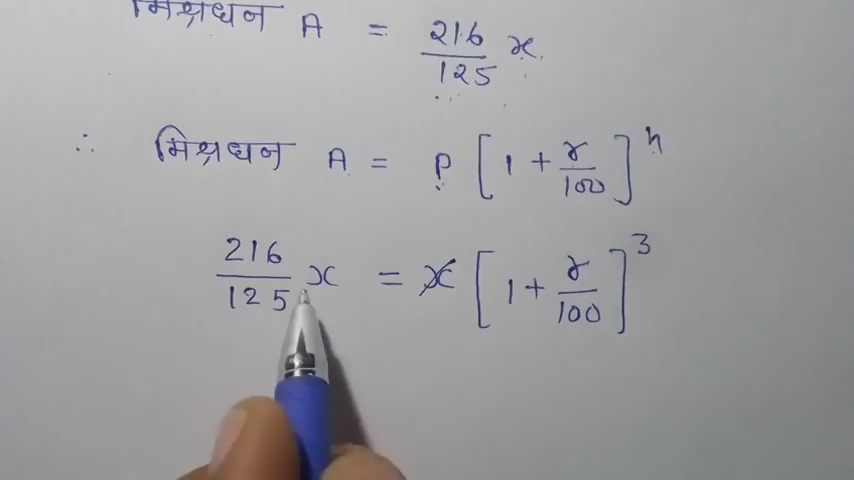 मिश्रधन A = 216/125 x
∴ मिश्रधन A = P [1 + r/100]^n
216/125 x = x [1 + r/100]^3